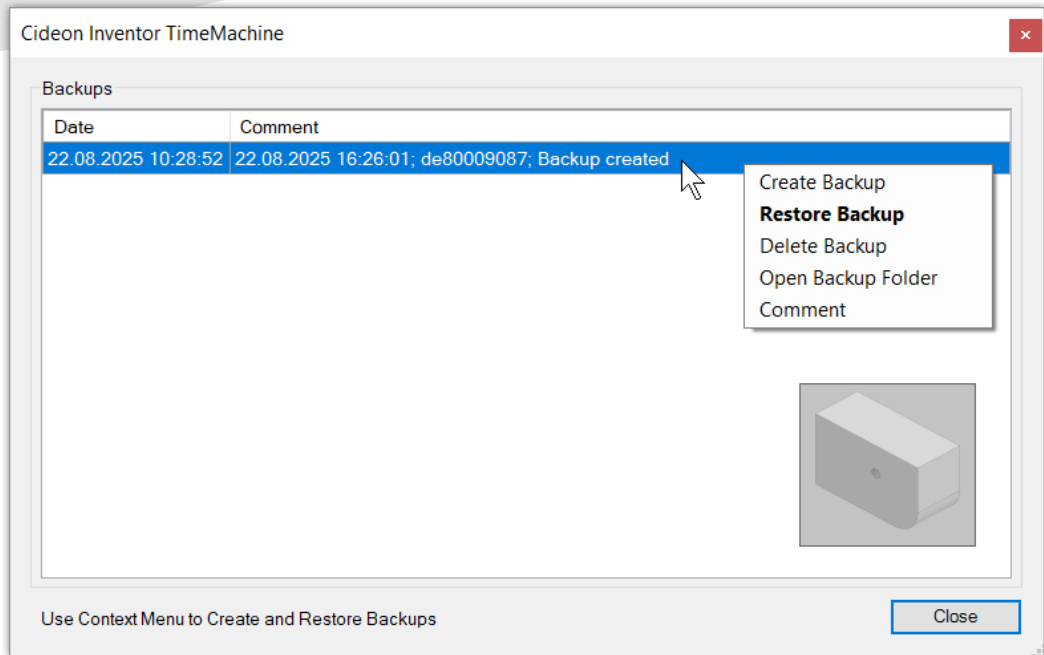 Cideon Inventor TimeMachine
Backups
Date Comment
22.08.2025 10:28:52 22.08.2025 16:26:01; de80009087; Backup created
Create Backup
Restore Backup
Delete Backup
Open Backup Folder
Comment
Use Context Menu to Create and Restore Backups
Close